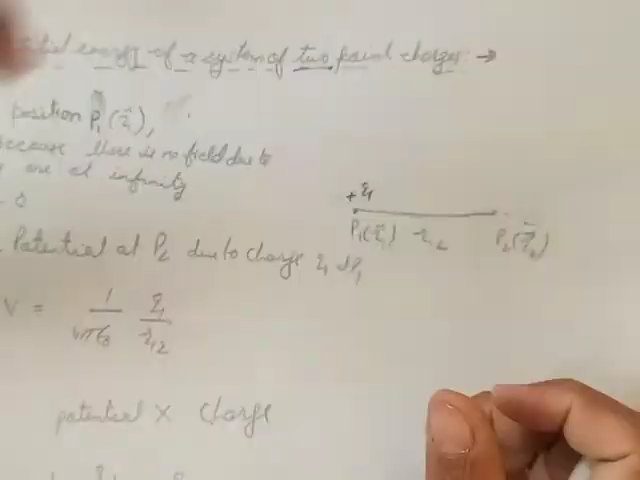 energy of a system of two point charges →
position P₁(r⃗₁),
because there is no field due to
are at infinity
0
+q₁
P₁(r⃗₁) r₁₂ P₂(r⃗₂)
Potential at P₂ due to charge q₁ at P₁
V = 1/4πε₀ q₁/r₁₂
potential × charge